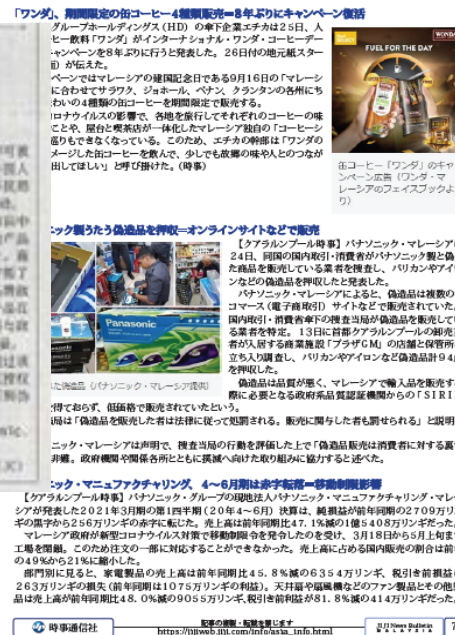 「ワンダ」、期間限定の缶コーヒー4種類販売＝8年ぶりにキャンペーン復活
グループホールディングス（HD）の傘下企業エチカは25日、人
ヒー飲料「ワンダ」がインターナショナル・ワンダ・コーヒーデー
ャンペーンを8年ぶりに行うと発表した。26日付の地元紙スター
）が伝えた。
ペーンではマレーシアの建国記念日である9月16日の「マレーシ
に合わせてサラワク、ジョホール、ペナン、クランタンの各州にち
わいの4種類の缶コーヒーを期間限定で販売する。
ロナウイルスの影響で、各地を旅行してそれぞれのコーヒーの味
ことや、屋台と喫茶店が一体化したマレーシア独自の「コーヒーシ
巡りもできなくなっている。このため、エチカの幹部は「ワンダの
メージした缶コーヒーを飲んで、少しでも故郷の味や人とのつなが
出してほしい」と呼び掛けた。（時事）
WONDA
FUEL FOR THE DAY
缶コーヒー「ワンダ」のキャ
ンペーン広告（ワンダ・マ
レーシアのフェイスブックよ
り）
ニック製うたう偽造品を押収＝オンラインサイトなどで販売
【クアラルンプール時事】パナソニック・マレーシアは
24日、同国の国内取引・消費省がパナソニック製と偽
た商品を販売している業者を捜査し、バリカンやアイ
ンなどの偽造品を押収したと発表した。
パナソニック・マレーシアによると、偽造品は複数の
コマース（電子商取引）サイトなどで販売されていた。
国内取引・消費省傘下の捜査当局が偽造品を販売して
る業者を特定。13日に首都クアラルンプールの卸売
者が入居する商業施設「プラザGM」の店舗と保管所
立ち入り調査し、バリカンやアイロンなど偽造品計94
を押収した。
偽造品は品質が悪く、マレーシアで輸入品を販売す
際に必要となる政府系品質認証機関からの「SIRI
Panasonic
た偽造品（パナソニック・マレーシア提供）
得ておらず、低価格で販売されていたという。
局は「偽造品を販売した者は法律に従って処罰される。販売に関与した者も罰せられる」と説明
ニック・マレーシアは声明で、捜査当局の行動を評価した上で「偽造品販売は消費者に対する裏
非難。政府機関や関係各所とともに撲滅へ向けた取り組みに協力すると述べた。
ニック・マニュファクチャリング、4～6月期は赤字転落＝移動制限影響
【クアラルンプール時事】パナソニック・グループの現地法人パナソニック・マニュファクチャリング・マレー
シアが発表した2021年3月期の第1四半期（20年4～6月）決算は、純損益が前年同期の2709万リ
ギの黒字から256万リンギの赤字に転じた。売上高は前年同期比47.1％減の1億5408万リンギだった。
マレーシア政府が新型コロナウイルス対策で移動制限令を発令したのを受け、3月18日から5月上旬ま
工場を閉鎖。このため注文の一部に対応することができなかった。売上高に占める国内販売の割合は前
の49％から21％に縮小した。
部門別に見ると、家電製品の売上高は前年同期比45.8％減の6354万リンギ、税引き前損益
263万リンギの損失（前年同期は1075万リンギの利益）。天井扇や扇風機などのファン製品とその他
品は売上高が前年同期比48.0％減の9055万リンギ、税引き前利益が81.8％減の414万リンギだった。
時事通信社
記事の複製・転載を禁じます
https://jijiweb.jiji.com/info/asia_info.html
JIJI News Bulletin
MALAYSIA